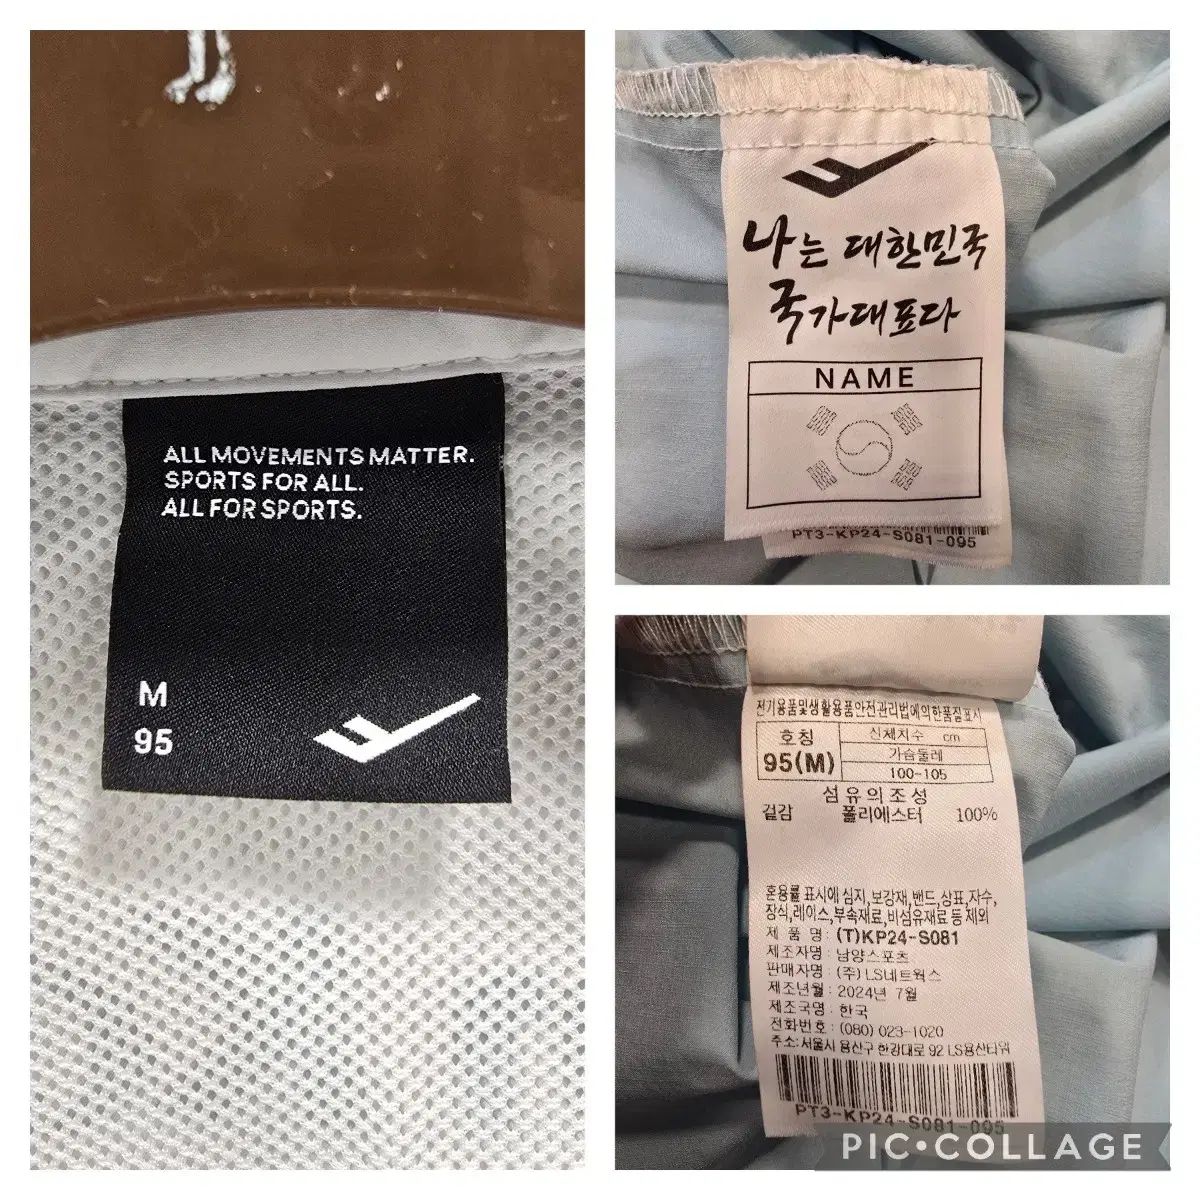 ALL MOVEMENTS MATTER.
SPORTS FOR ALL.
ALL FOR SPORTS.
M
95
나는 대한민국
국가대표다
NAME
PT3-KP24-S081-095
전기용품및생활용품안전관리법에의한품질표시
호칭
95(M)
신체치수 cm
가슴둘레
100-105
섬유의조성
겉감 폴리에스터 100%
혼용률 표시에 심지,보강재,밴드,상표,자수,
장식,레이스,부속재료,비섬유재료 등 제외
제 품 명: (T)KP24-S081
제조자명: 남양스포츠
판매자명: (주)LS네트웍스
제조년월: 2024년 7월
제조국명: 한국
전화번호: (080) 023-1020
주소:서울시 용산구 한강대로 92 LS용산타워
PT3-KP24-S081-095
PIC•COLLAGE